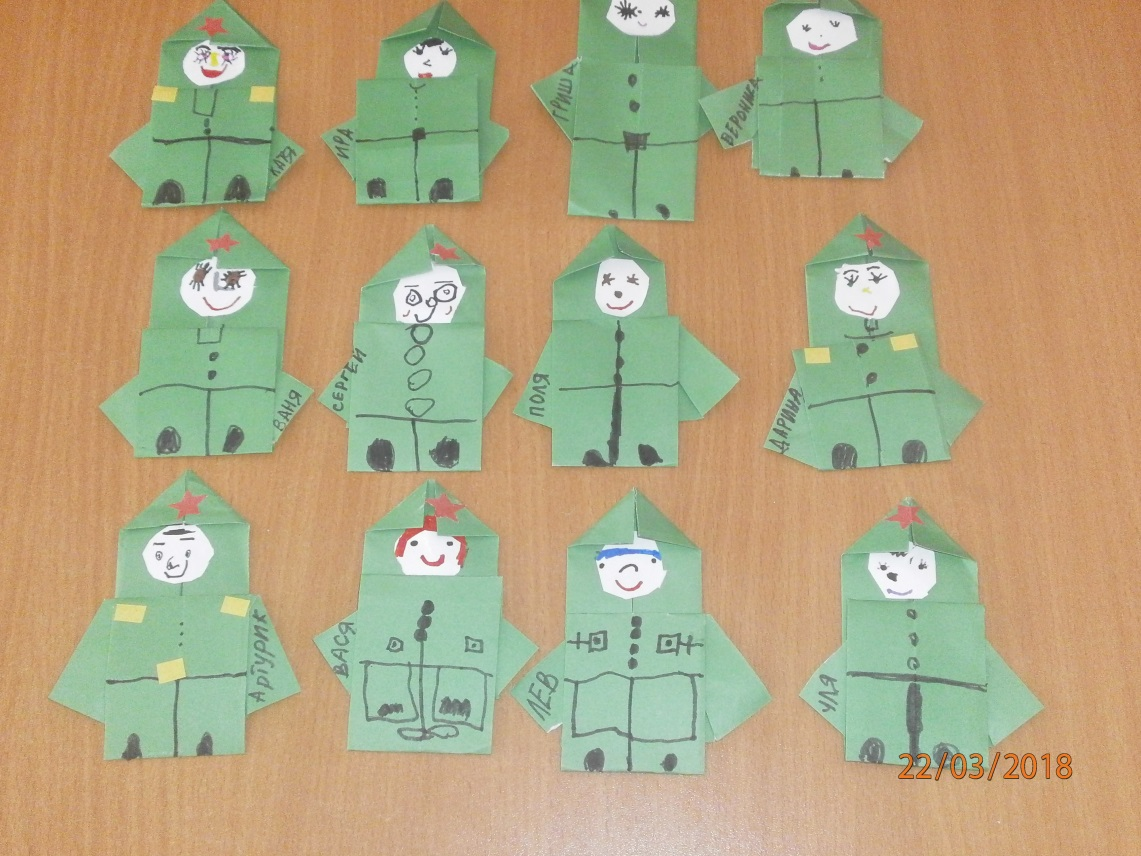 КАТЯ
ИРА
ГРИША
ВЕРОНИКА
ВАНЯ
СЕРГЕЙ
ПОЛЯ
ДАРИНА
АРТУРИК
ВАСЯ
ЛЕВ
УЛЯ
22/03/2018